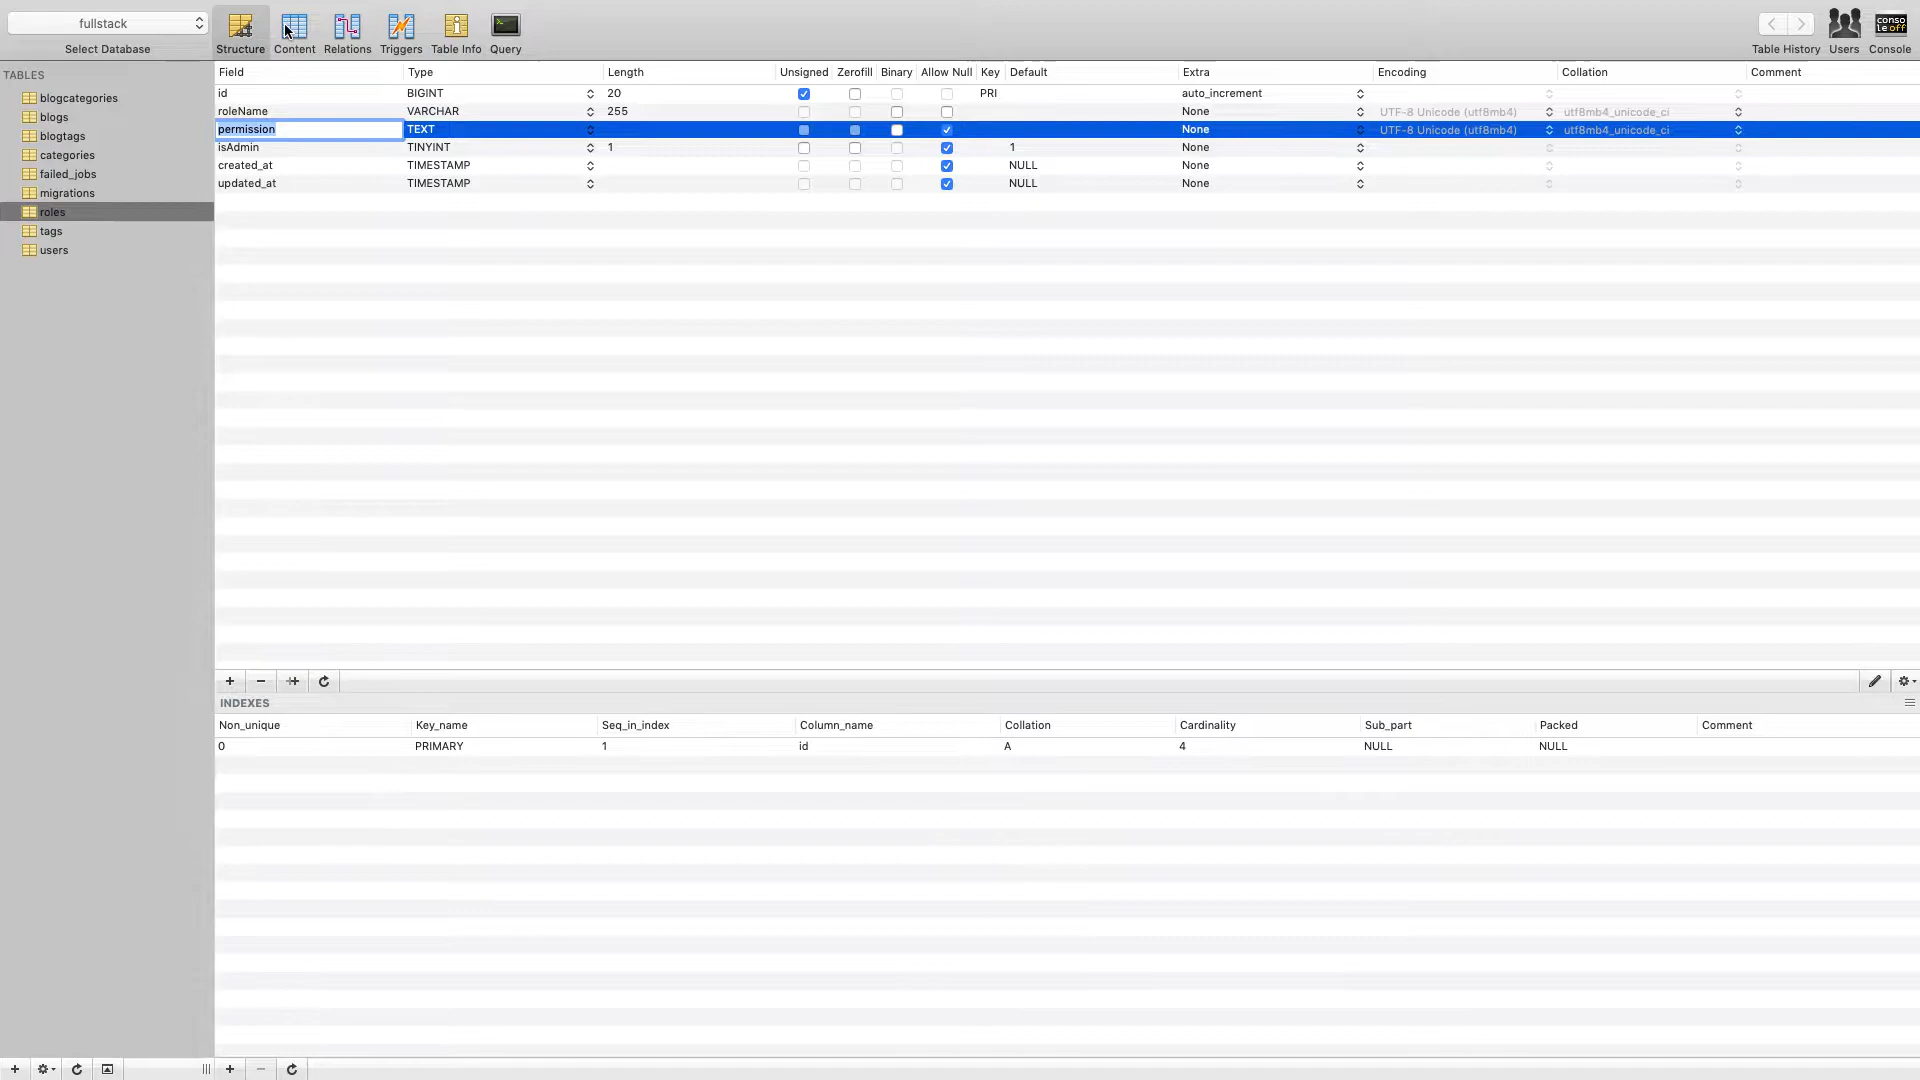 fullstack
Select Database
Structure Content Relations Triggers Table Info Query
Table History Users Console
conso
le off
TABLES
blogcategories
blogs
blogtags
categories
failed_jobs
migrations
roles
tags
users
Field Type Length Unsigned Zerofill Binary Allow Null Key Default Extra Encoding Collation Comment
id BIGINT 20 PRI auto_increment
roleName VARCHAR 255 None UTF-8 Unicode (utf8mb4) utf8mb4_unicode_ci
permission TEXT None UTF-8 Unicode (utf8mb4) utf8mb4_unicode_ci
isAdmin TINYINT 1 1 None
created_at TIMESTAMP NULL None
updated_at TIMESTAMP NULL None
INDEXES
Non_unique Key_name Seq_in_index Column_name Collation Cardinality Sub_part Packed Comment
0 PRIMARY 1 id A 4 NULL NULL